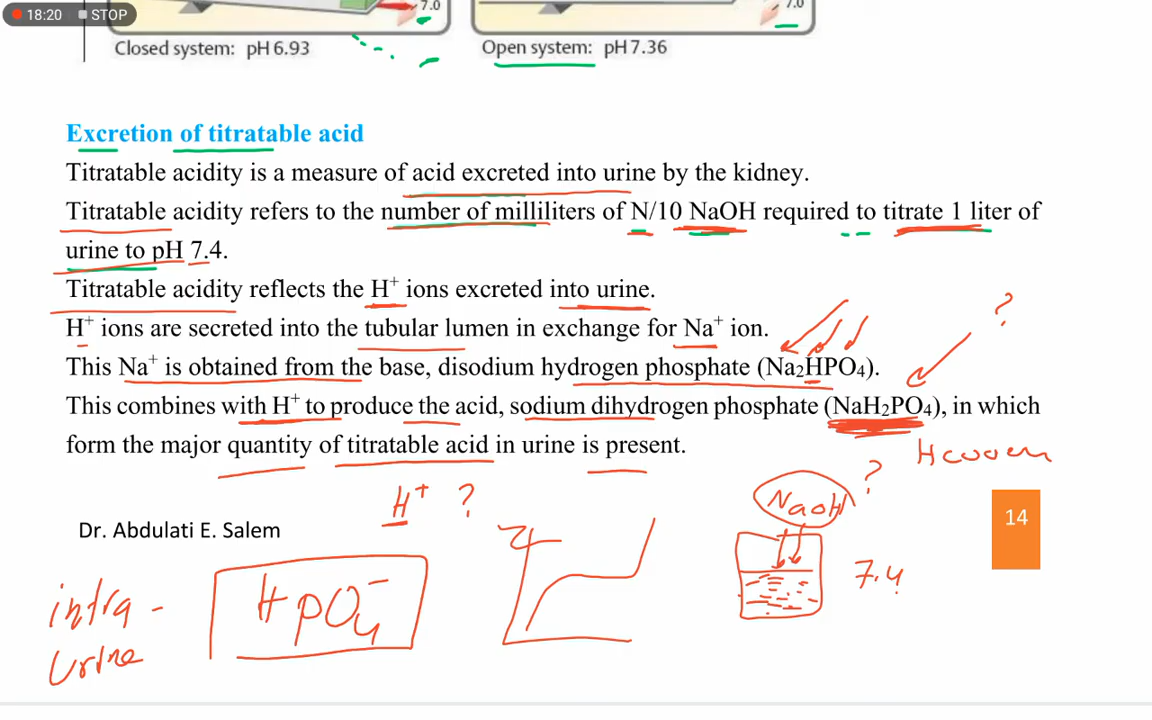 18:20 STOP
7.0
7.0
Closed system: pH 6.93
Open system: pH 7.36
Excretion of titratable acid
Titratable acidity is a measure of acid excreted into urine by the kidney.
Titratable acidity refers to the number of milliliters of N/10 NaOH required to titrate 1 liter of
urine to pH 7.4.
Titratable acidity reflects the H⁺ ions excreted into urine.
H⁺ ions are secreted into the tubular lumen in exchange for Na⁺ ion.
This Na⁺ is obtained from the base, disodium hydrogen phosphate (Na₂HPO₄).
This combines with H⁺ to produce the acid, sodium dihydrogen phosphate (NaH₂PO₄), in which
form the major quantity of titratable acid in urine is present.
?
H⁺ ?
NaOH ?
Dr. Abdulati E. Salem
14
7.4
intra -
HPO₄⁻
Urine